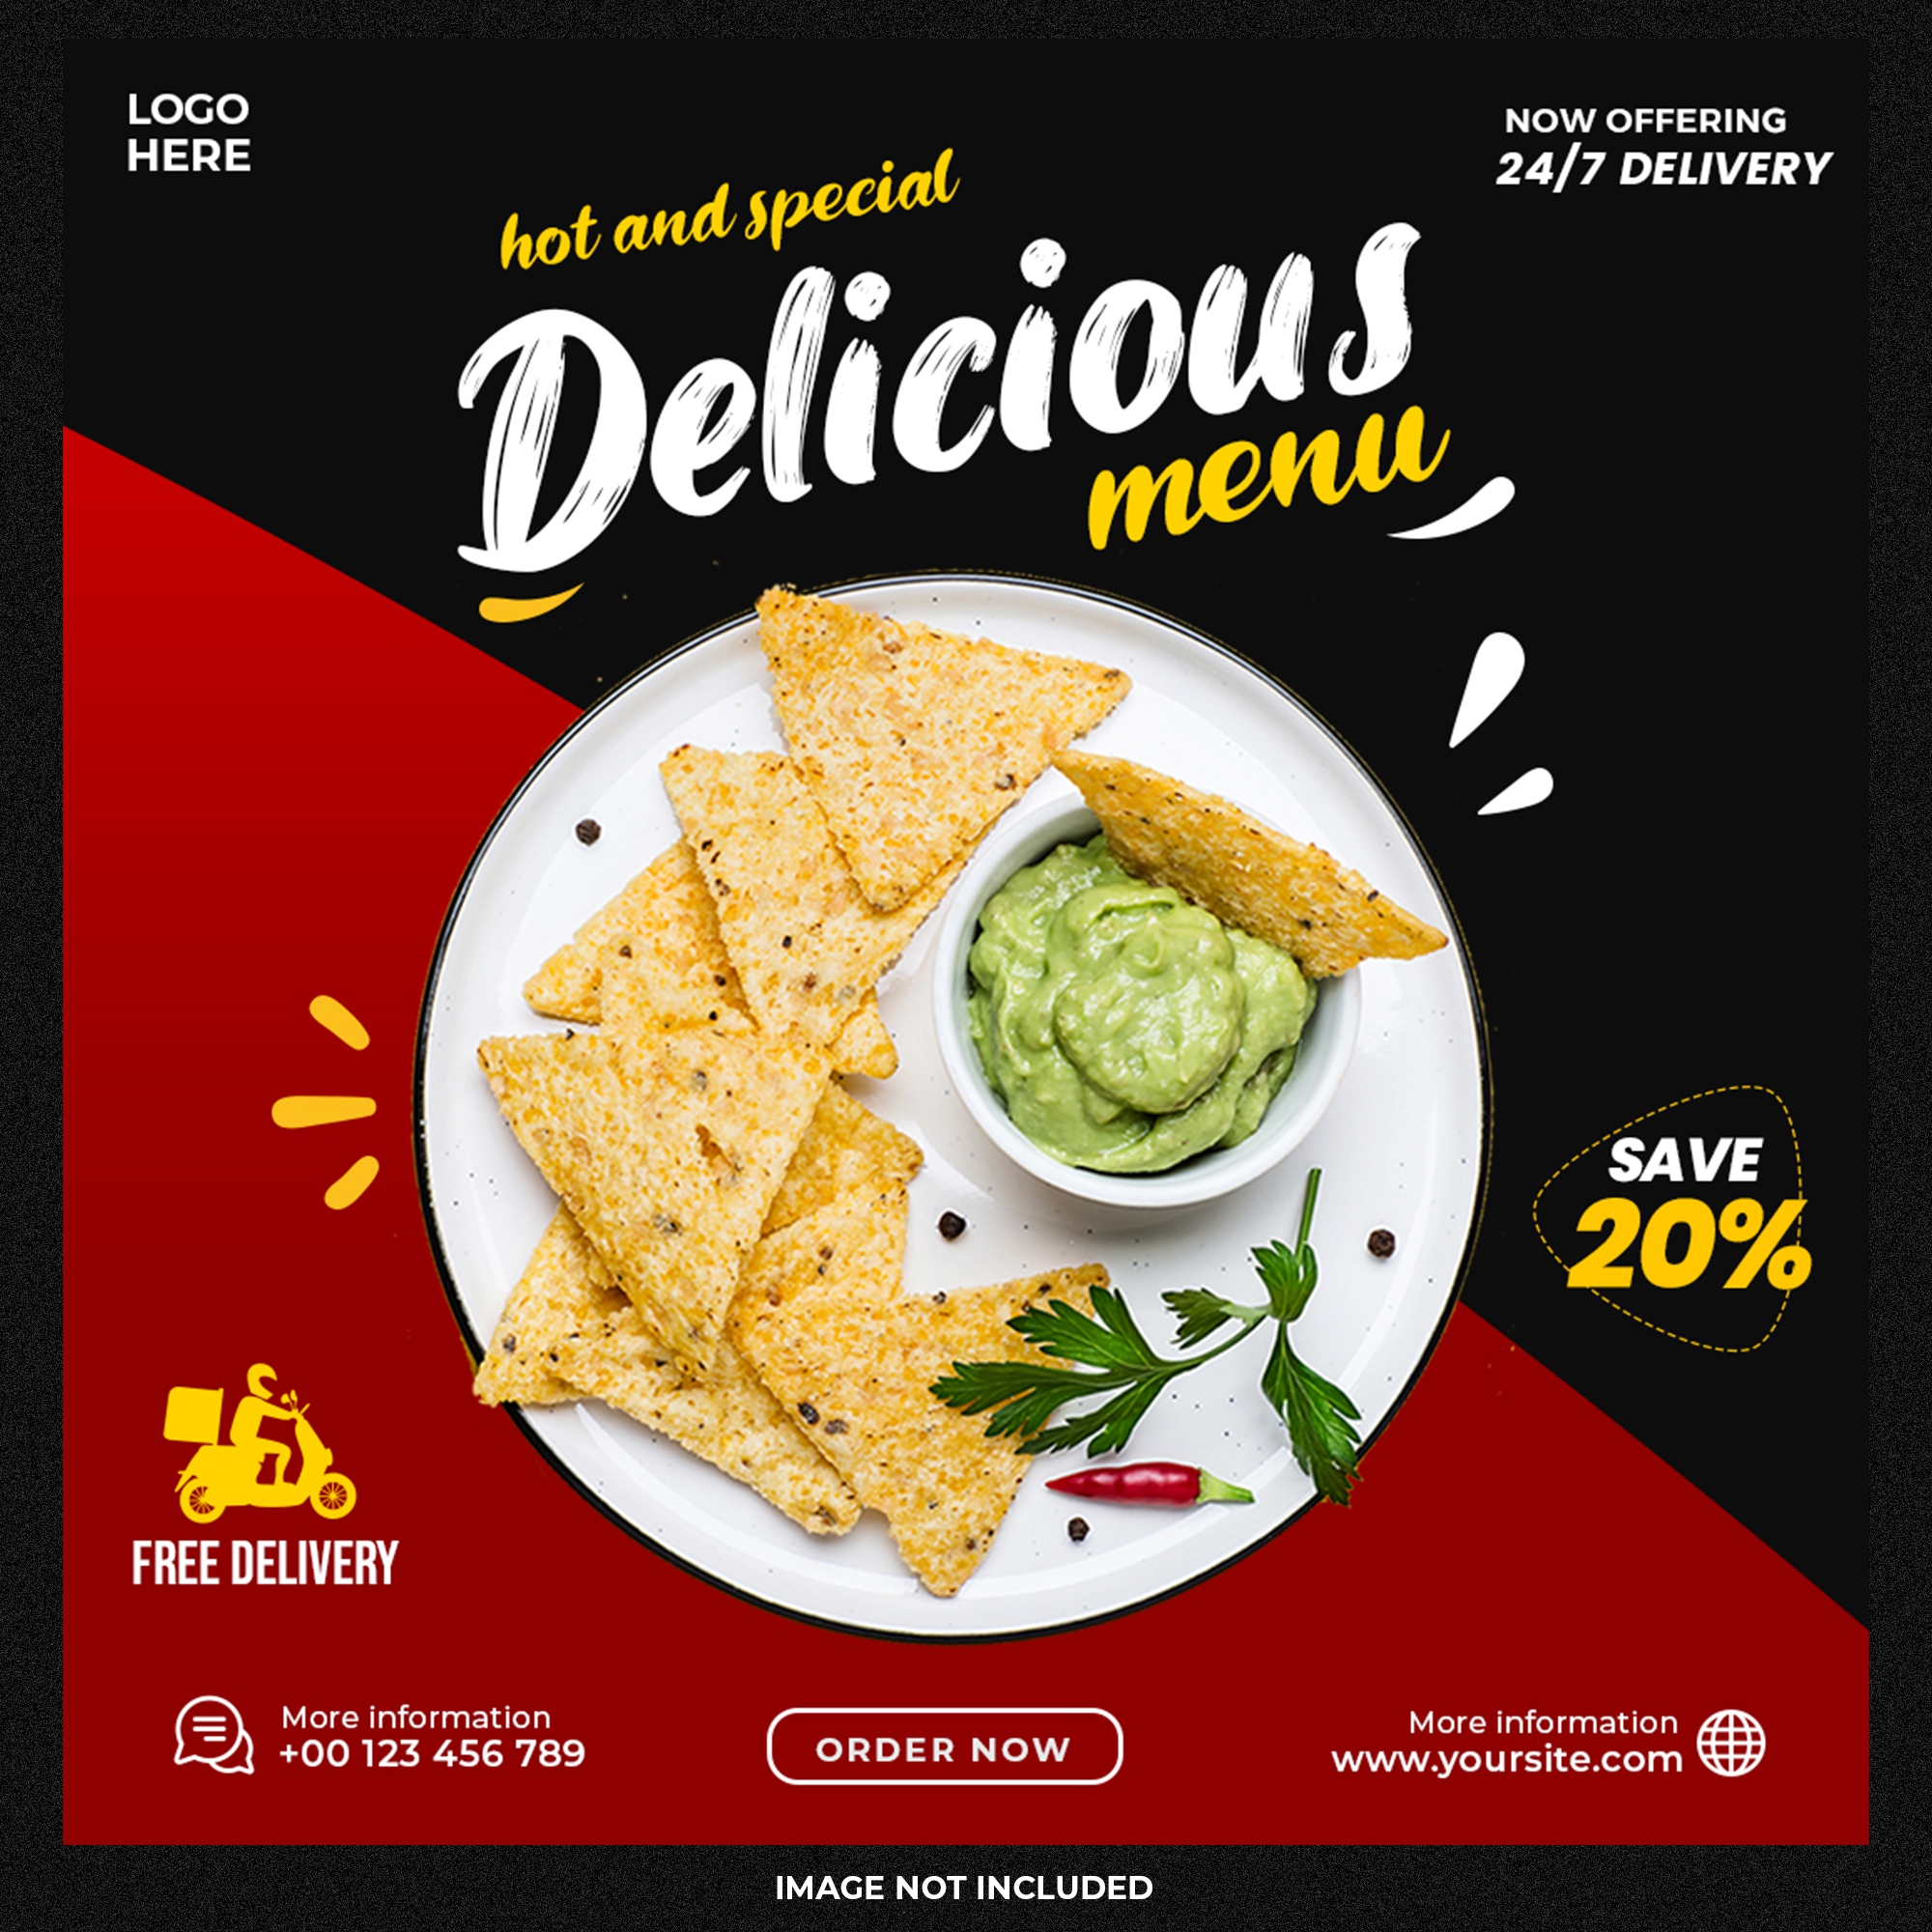 LOGO
HERE
NOW OFFERING
24/7 DELIVERY
hot and special
Delicious
menu
SAVE
20%
FREE DELIVERY
More information
+00 123 456 789
ORDER NOW
More information
www.yoursite.com
IMAGE NOT INCLUDED